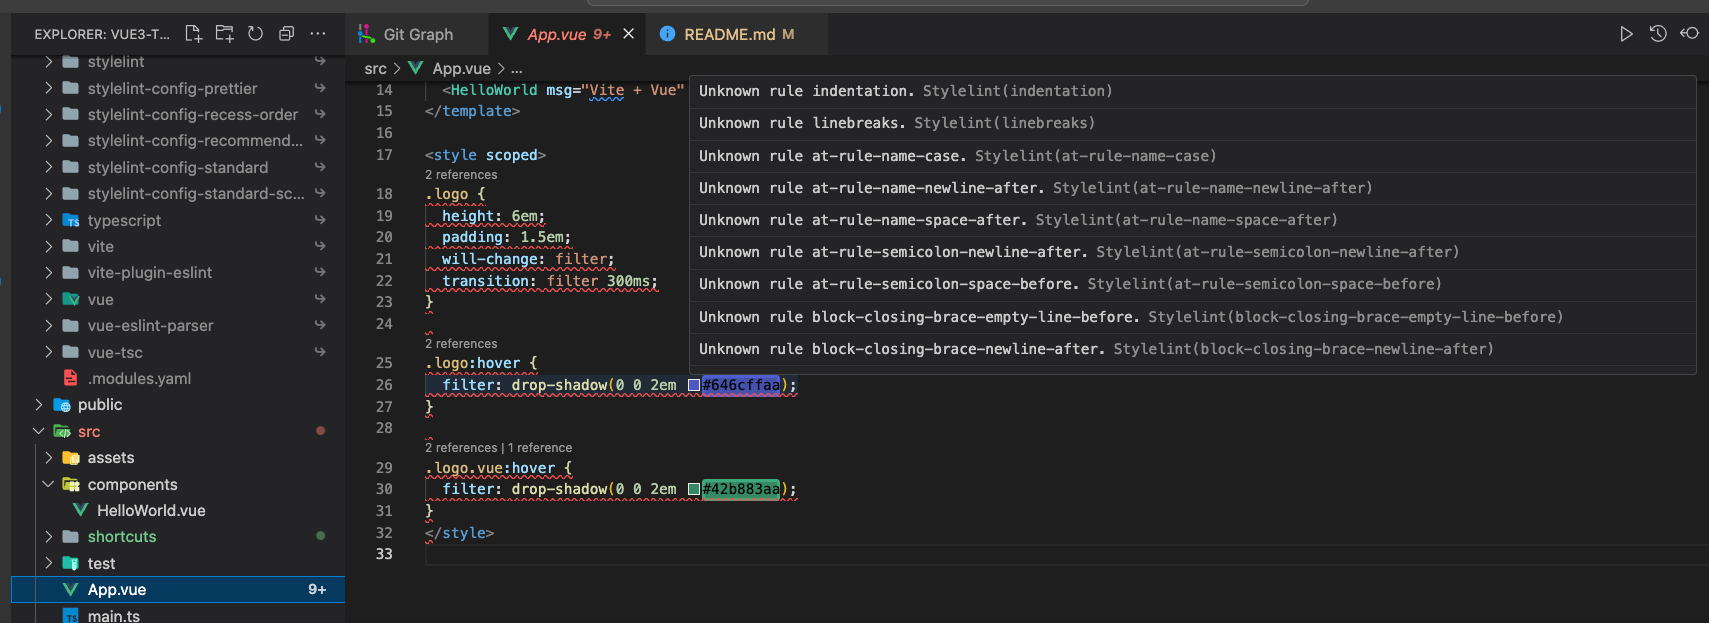 EXPLORER: VUE3-T...
stylelint
stylelint-config-prettier
stylelint-config-recess-order
stylelint-config-recommend...
stylelint-config-standard
stylelint-config-standard-sc...
typescript
vite
vite-plugin-eslint
vue
vue-eslint-parser
vue-tsc
.modules.yaml
public
src
assets
components
HelloWorld.vue
shortcuts
test
App.vue 9+
TS main.ts
Git Graph
App.vue 9+
README.md M
src > App.vue > ...
14 <HelloWorld msg="Vite + Vue"
15 </template>
16
17 <style scoped>
2 references
18 .logo {
19 height: 6em;
20 padding: 1.5em;
21 will-change: filter;
22 transition: filter 300ms;
23 }
24
2 references
25 .logo:hover {
26 filter: drop-shadow(0 0 2em #646cffaa);
27 }
28
2 references | 1 reference
29 .logo.vue:hover {
30 filter: drop-shadow(0 0 2em #42b883aa);
31 }
32 </style>
33
Unknown rule indentation. Stylelint(indentation)
Unknown rule linebreaks. Stylelint(linebreaks)
Unknown rule at-rule-name-case. Stylelint(at-rule-name-case)
Unknown rule at-rule-name-newline-after. Stylelint(at-rule-name-newline-after)
Unknown rule at-rule-name-space-after. Stylelint(at-rule-name-space-after)
Unknown rule at-rule-semicolon-newline-after. Stylelint(at-rule-semicolon-newline-after)
Unknown rule at-rule-semicolon-space-before. Stylelint(at-rule-semicolon-space-before)
Unknown rule block-closing-brace-empty-line-before. Stylelint(block-closing-brace-empty-line-before)
Unknown rule block-closing-brace-newline-after. Stylelint(block-closing-brace-newline-after)